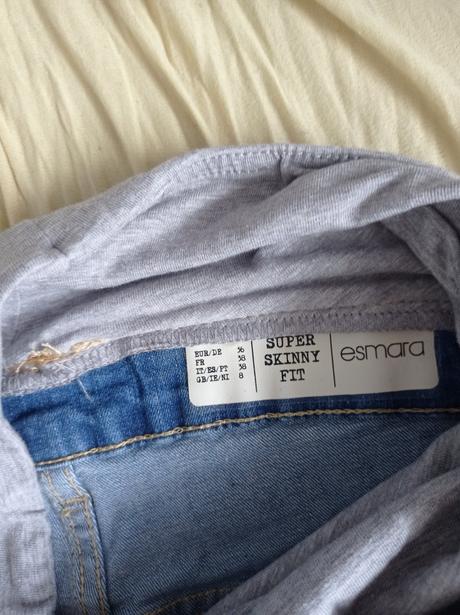 EUR/DE 36
FR 38
IT/ES/PT 38
GB/IE/NI 8
SUPER
SKINNY
FIT
esmara